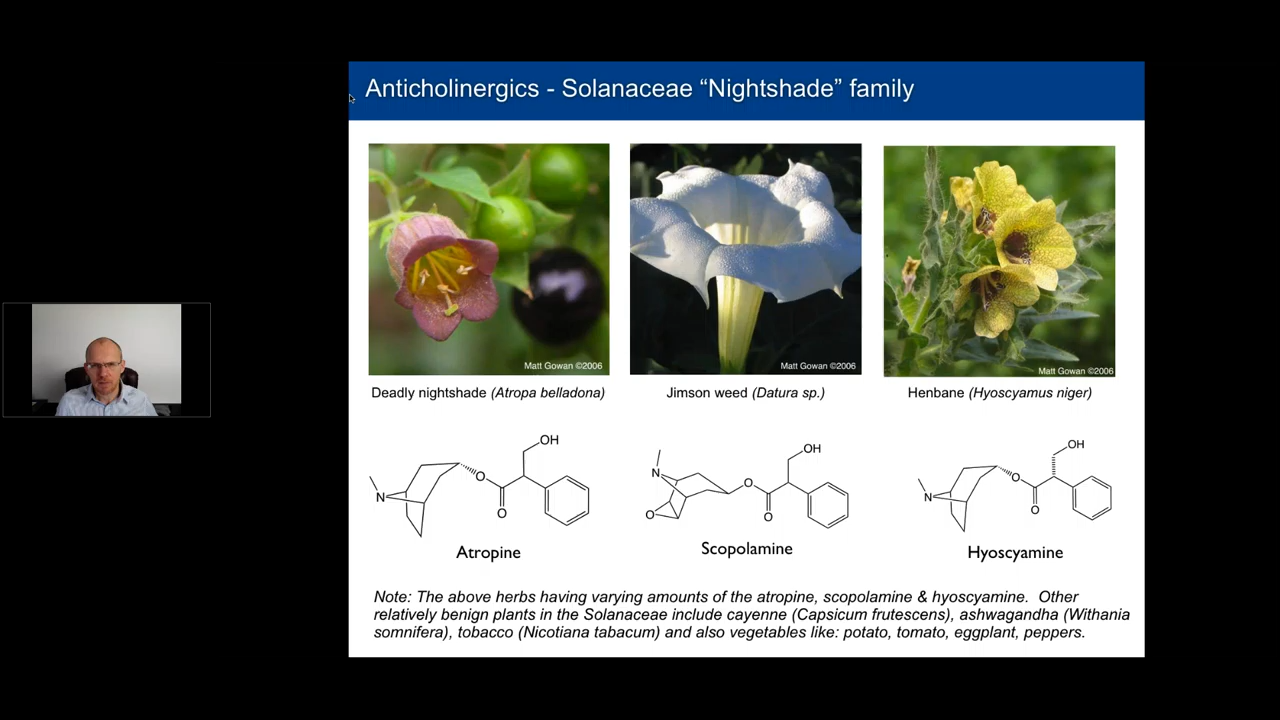 Anticholinergics - Solanaceae “Nightshade” family
Matt Gowan ©2006
Matt Gowan ©2006
Matt Gowan ©2006
Deadly nightshade (Atropa belladona)
Jimson weed (Datura sp.)
Henbane (Hyoscyamus niger)
N
O
O
OH
Atropine
N
O
O
O
OH
Scopolamine
N
O
O
OH
Hyoscyamine
Note: The above herbs having varying amounts of the atropine, scopolamine & hyoscyamine. Other
relatively benign plants in the Solanaceae include cayenne (Capsicum frutescens), ashwagandha (Withania
somnifera), tobacco (Nicotiana tabacum) and also vegetables like: potato, tomato, eggplant, peppers.